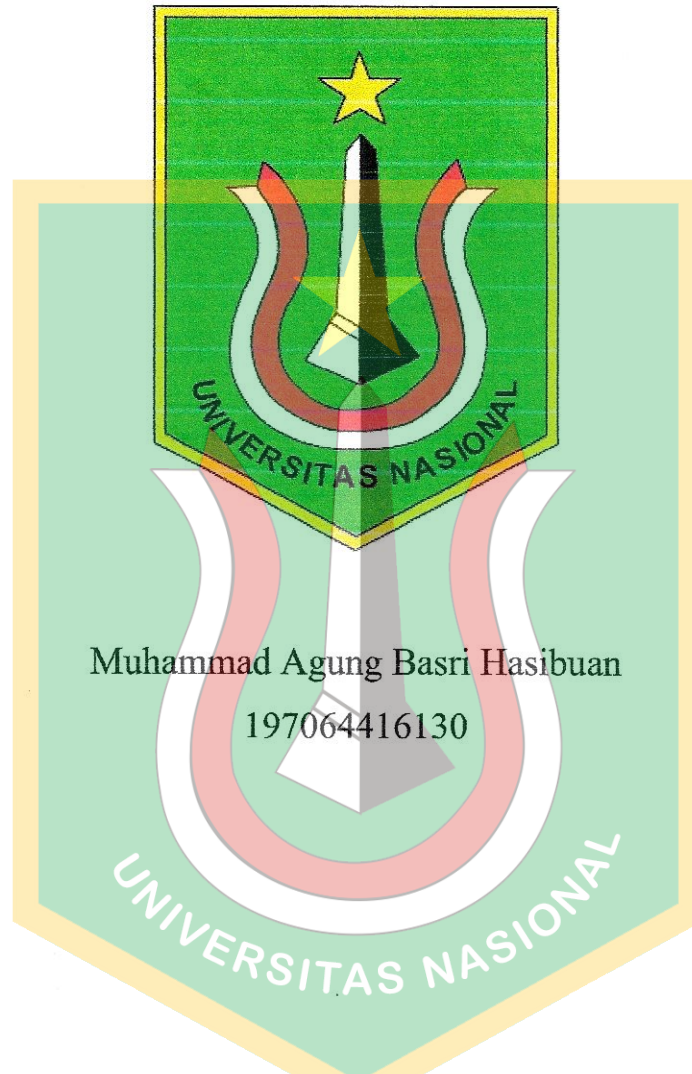 UNIVERSITAS NASIONAL
Muhammad Agung Basri Hasibuan
197064416130
UNIVERSITAS NASIONAL